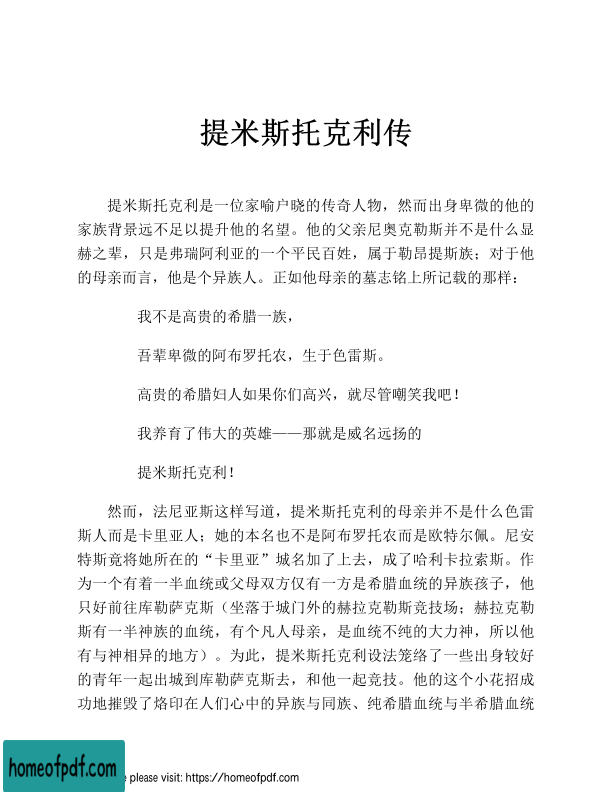 提米斯托克利传
提米斯托克利是一位家喻户晓的传奇人物，然而出身卑微的他的
家族背景远不足以提升他的名望。他的父亲尼奥克勒斯并不是什么显
赫之辈，只是弗瑞阿利亚的一个平民百姓，属于勒昂提斯族；对于他
的母亲而言，他是个异族人。正如他母亲的墓志铭上所记载的那样：
我不是高贵的希腊一族，
吾辈卑微的阿布罗托农，生于色雷斯。
高贵的希腊妇人如果你们高兴，就尽管嘲笑我吧！
我养育了伟大的英雄——那就是威名远扬的
提米斯托克利！
然而，法尼亚斯这样写道，提米斯托克利的母亲并不是什么色雷
斯人而是卡里亚人；她的本名也不是阿布罗托农而是欧特尔佩。尼安
特斯竟将她所在的“卡里亚”城名加了上去，成了哈利卡拉索斯。作
为一个有着一半血统或父母双方仅有一方是希腊血统的异族孩子，他
只好前往库勒萨克斯（坐落于城门外的赫拉克勒斯竞技场；赫拉克勒
斯有一半神族的血统，有个凡人母亲，是血统不纯的大力神，所以他
有与神相异的地方）。为此，提米斯托克利设法笼络了一些出身较好
的青年一起出城到库勒萨克斯去，和他一起竞技。他的这个小花招成
功地摧毁了烙印在人们心中的异族与同族、纯希腊血统与半希腊血统
homeofpdf.com
e please visit: https://homeofpdf.com